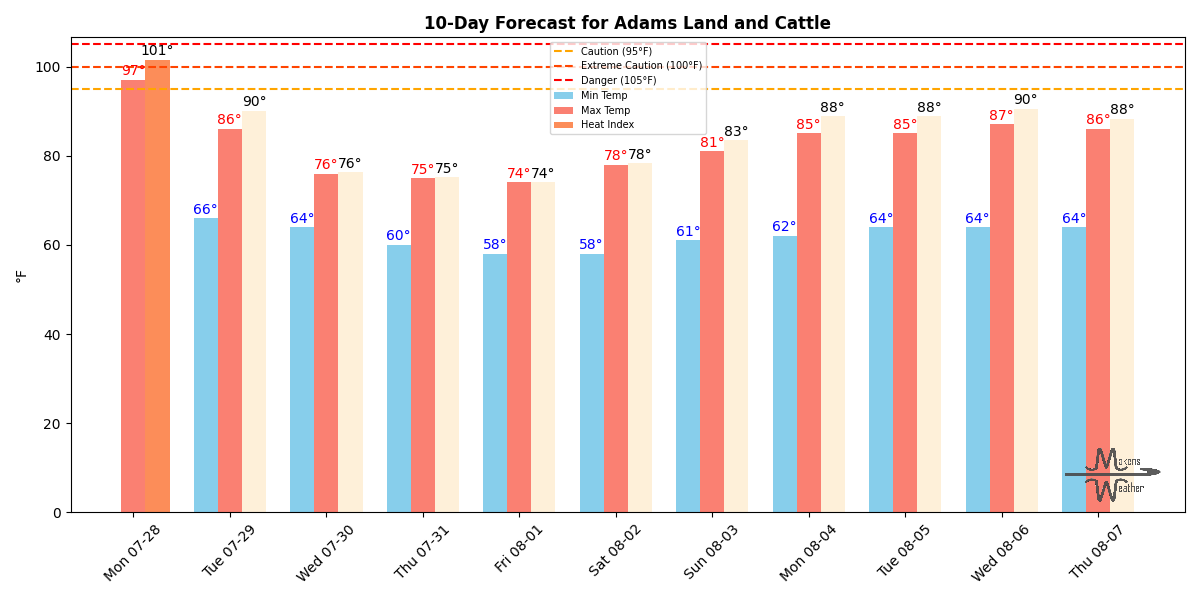 10-Day Forecast for Adams Land and Cattle
Caution (95°F)
Extreme Caution (100°F)
Danger (105°F)
Min Temp
Max Temp
Heat Index
°F
100
80
60
40
20
0
97° 101°
66° 86° 90°
64° 76° 76°
60° 75° 75°
58° 74° 74°
58° 78° 78°
61° 81° 83°
62° 85° 88°
64° 85° 88°
64° 87° 90°
64° 86° 88°
Mon 07-28
Tue 07-29
Wed 07-30
Thu 07-31
Fri 08-01
Sat 08-02
Sun 08-03
Mon 08-04
Tue 08-05
Wed 08-06
Thu 08-07